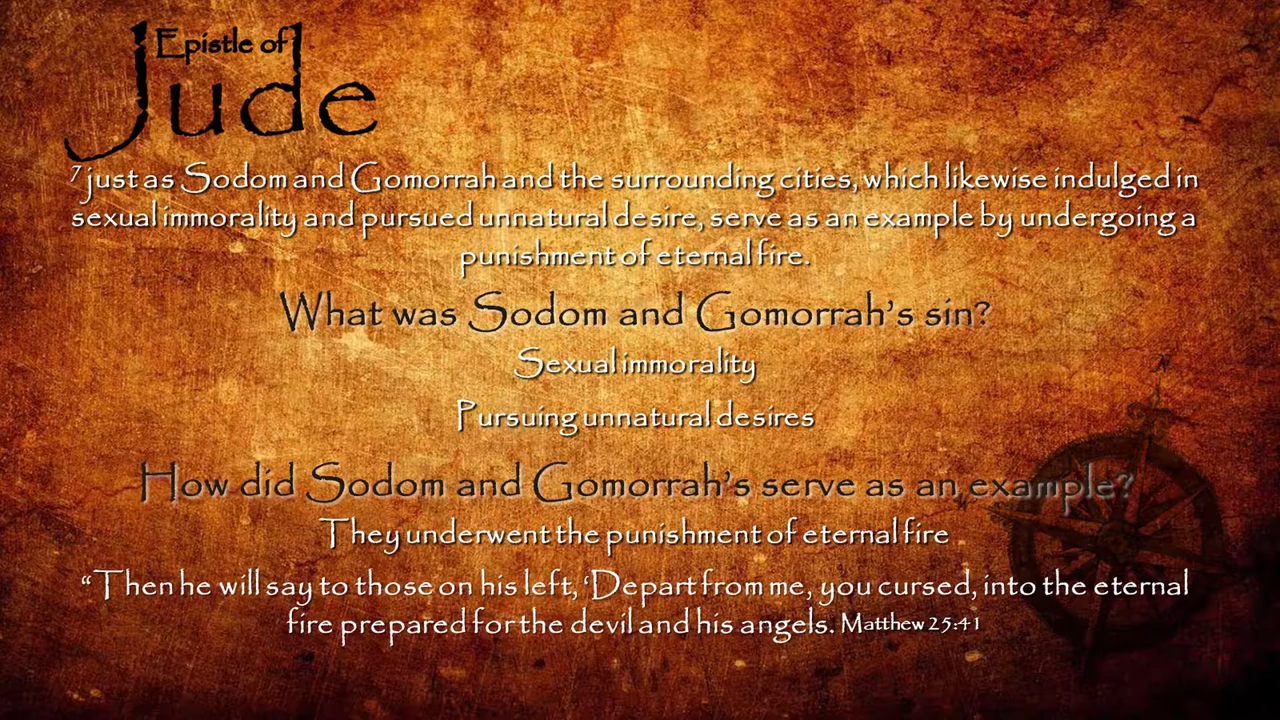 Epistle of
Jude
7 just as Sodom and Gomorrah and the surrounding cities, which likewise indulged in
sexual immorality and pursued unnatural desire, serve as an example by undergoing a
punishment of eternal fire.
What was Sodom and Gomorrah's sin?
Sexual immorality
Pursuing unnatural desires
How did Sodom and Gomorrah's serve as an example?
They underwent the punishment of eternal fire
“Then he will say to those on his left, ‘Depart from me, you cursed, into the eternal
fire prepared for the devil and his angels. Matthew 25:41